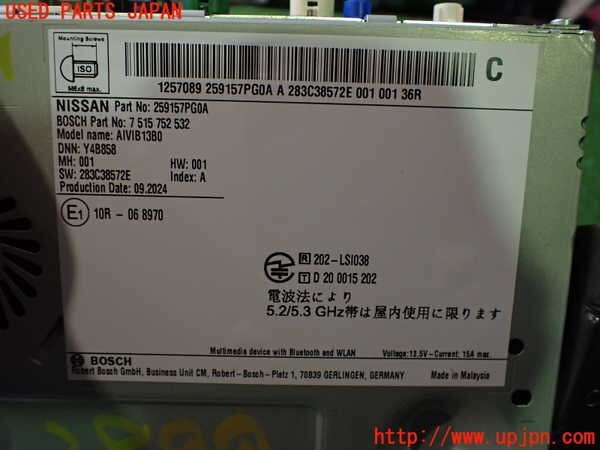 USED PARTS JAPAN
Mounting Screws
ISO
M5x8 max.
1257089 259157PG0A A 283C38572E 001 001 36R
C
NISSAN Part No: 259157PG0A
BOSCH Part No: 7 515 752 532
Model name: AIVIB13B0
DNN: Y4B858
MH: 001 HW: 001
SW: 283C38572E Index: A
Production Date: 09.2024
E1 10R - 06 8970
R 202-LSI038
T D 20 0015 202
電波法により
5.2/5.3 GHz帯は屋内使用に限ります
Multimedia device with Bluetooth and WLAN Voltage: 13.5V - Current: 15A max.
BOSCH
Robert Bosch GmbH, Business Unit CM, Robert-Bosch-Platz 1, 70839 GERLINGEN, GERMANY Made in Malaysia
http://www.upjpn.com/